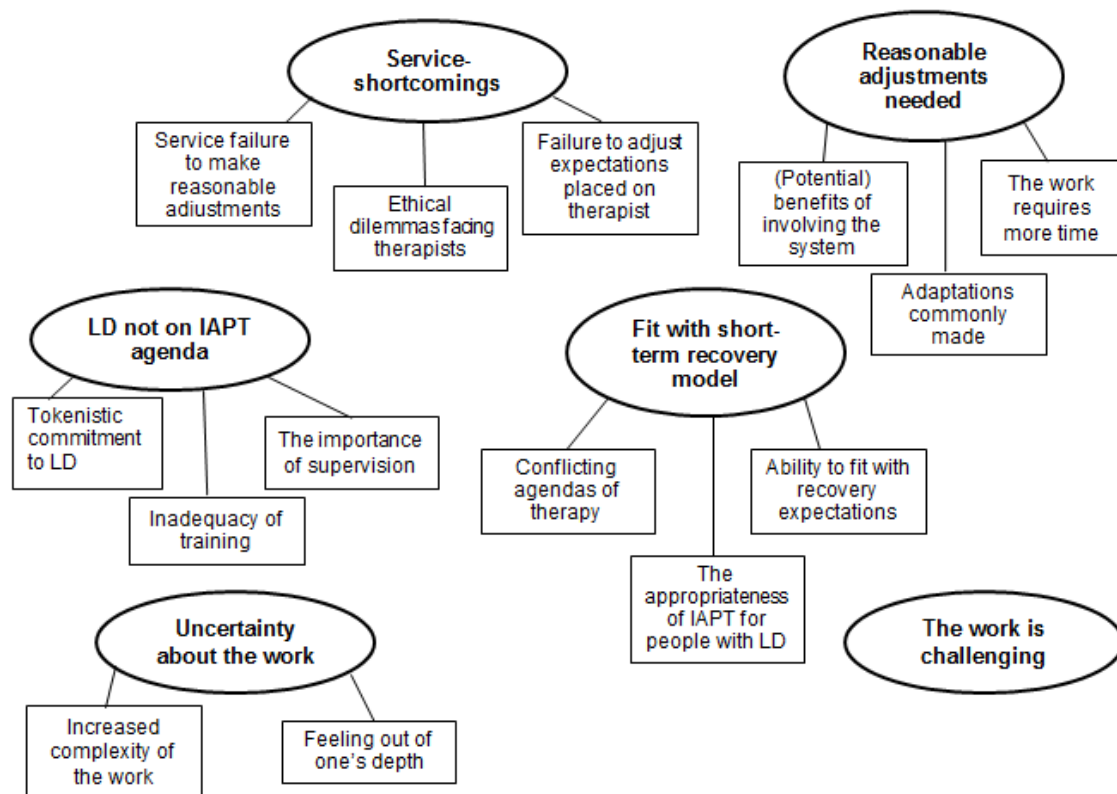 Service-
shortcomings
Service failure
to make
reasonable
adjustments
Ethical
dilemmas facing
therapists
Failure to adjust
expectations
placed on
therapist
Reasonable
adjustments
needed
(Potential)
benefits of
involving the
system
Adaptations
commonly
made
The work
requires
more time
LD not on IAPT
agenda
Tokenistic
commitment
to LD
Inadequacy of
training
The importance
of supervision
Fit with short-
term recovery
model
Conflicting
agendas of
therapy
The
appropriateness
of IAPT for
people with LD
Ability to fit with
recovery
expectations
Uncertainty
about the work
Increased
complexity of
the work
Feeling out of
one's depth
The work is
challenging